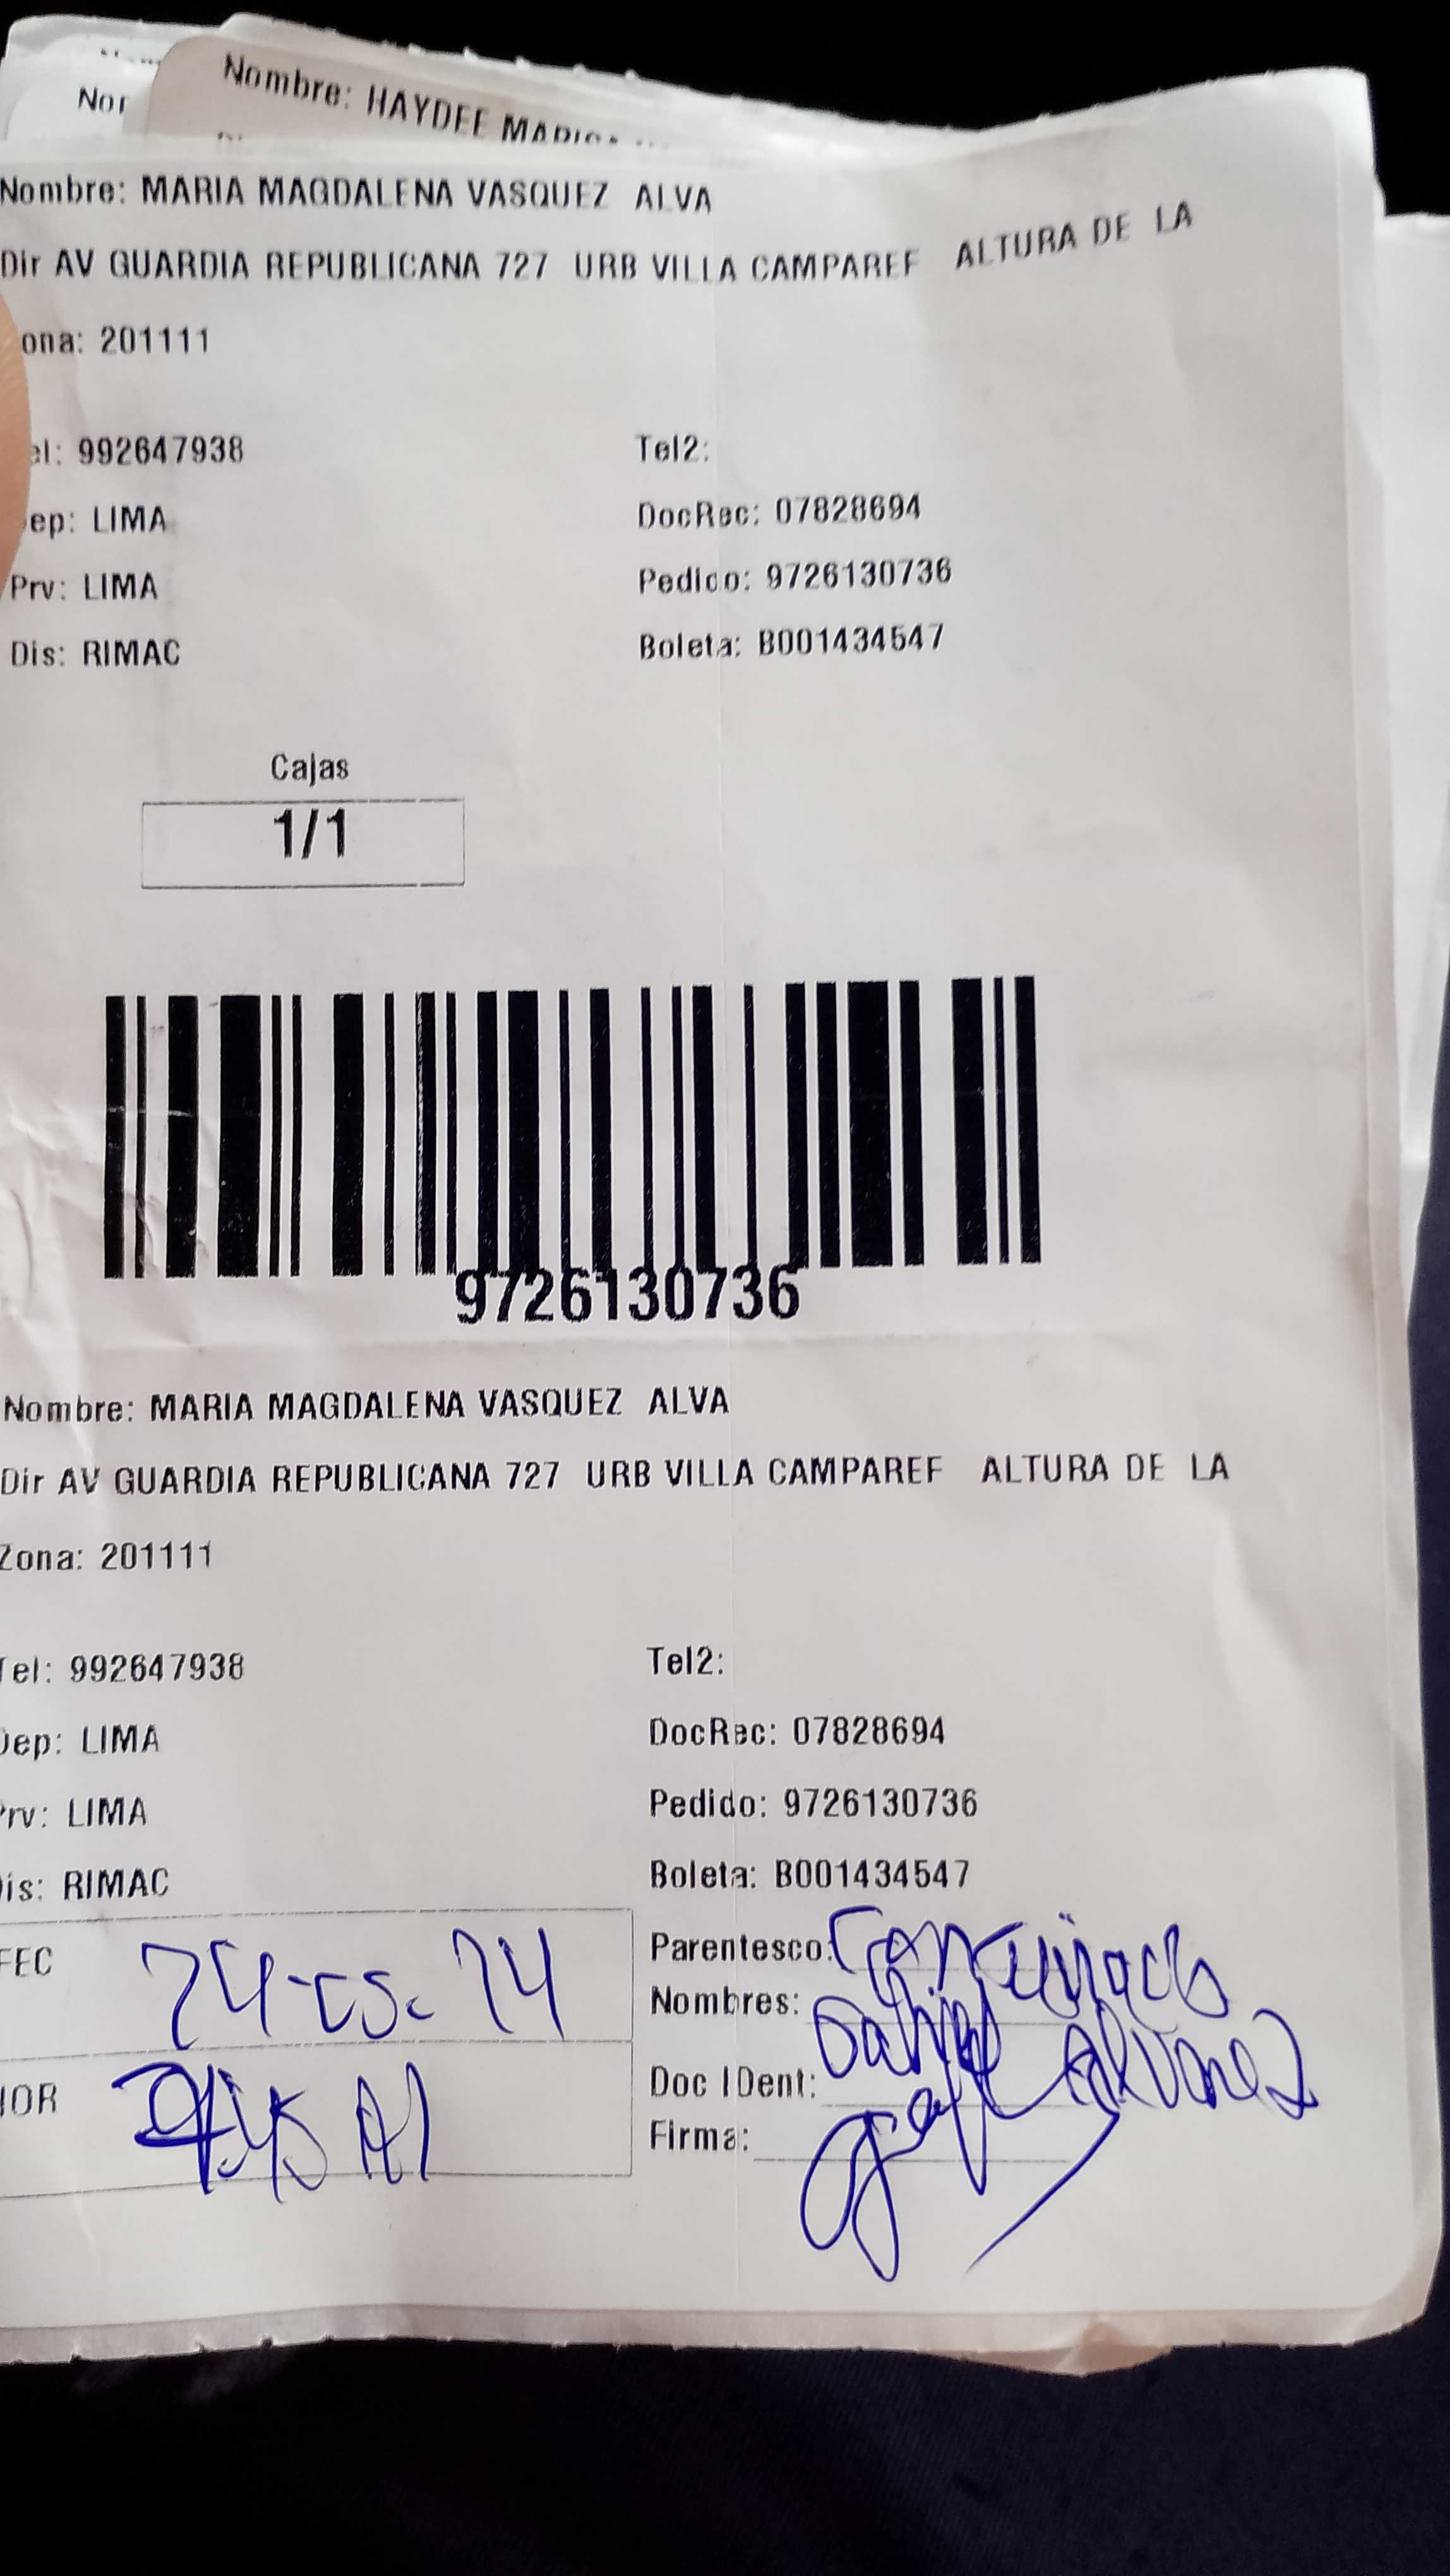 Nor
Nombre: HAYDEE
Nombre: MARIA MAGDALENA VASQUEZ ALVA
Dir AV GUARDIA REPUBLICANA 727 URB VILLA CAMPAREF ALTURA DE LA
ona: 201111
el: 992647938 Tel2:
ep: LIMA DocRec: 07828694
Prv: LIMA Pedido: 9726130736
Dis: RIMAC Boleta: B001434547
Cajas
1/1
9726130736
Nombre: MARIA MAGDALENA VASQUEZ ALVA
Dir AV GUARDIA REPUBLICANA 727 URB VILLA CAMPAREF ALTURA DE LA
Zona: 201111
Tel: 992647938 Tel2:
Dep: LIMA DocRec: 07828694
Prv: LIMA Pedido: 9726130736
Dis: RIMAC Boleta: B001434547
FEC Parentesco:
Nombres: Alvarez
HOR Doc IDent:
Firma: